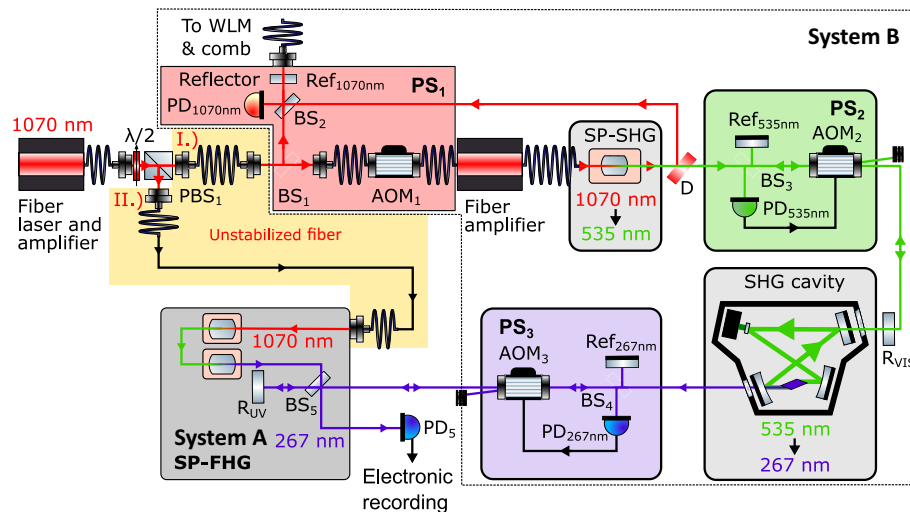 To WLM
& comb
System B
Reflector
Ref1070nm
PS1
PD1070nm
BS2
PS2
Ref535nm
AOM2
1070 nm
λ/2
I.)
SP-SHG
BS3
D
II.)
PBS1
BS1
AOM1
1070 nm
PD535nm
Fiber
laser and
amplifier
Fiber
amplifier
535 nm
Unstabilized fiber
SHG cavity
PS3
AOM3
Ref267nm
1070 nm
RVIS
RUV
BS5
BS4
System A
267 nm
PD5
PD267nm
535 nm
SP-FHG
267 nm
Electronic
recording